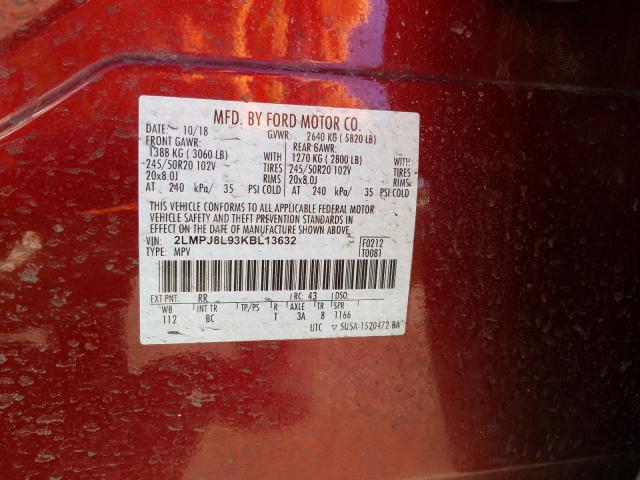 MFD. BY FORD MOTOR CO.
DATE: 10/18 GVWR: 2640 KG ( 5820 LB)
FRONT GAWR: REAR GAWR:
1388 KG ( 3060 LB) WITH 1270 KG ( 2800 LB) WITH
245/50R20 102V TIRES 245/50R20 102V TIRES
20x8.0J RIMS 20x8.0J RIMS
AT 240 kPa/ 35 PSI COLD AT 240 kPa/ 35 PSI COLD
THIS VEHICLE CONFORMS TO ALL APPLICABLE FEDERAL MOTOR
VEHICLE SAFETY AND THEFT PREVENTION STANDARDS IN
EFFECT ON THE DATE OF MANUFACTURE SHOWN ABOVE.
VIN: 2LMPJ8L93KBL13632 F0212
TYPE: MPV T0081
EXT PNT: RR RC: 43 DSO:
WB INT TR TP/PS R AXLE TR SPR
112 BC T 3A 8 1166
UTC ▽ SU5A-1520472-BA